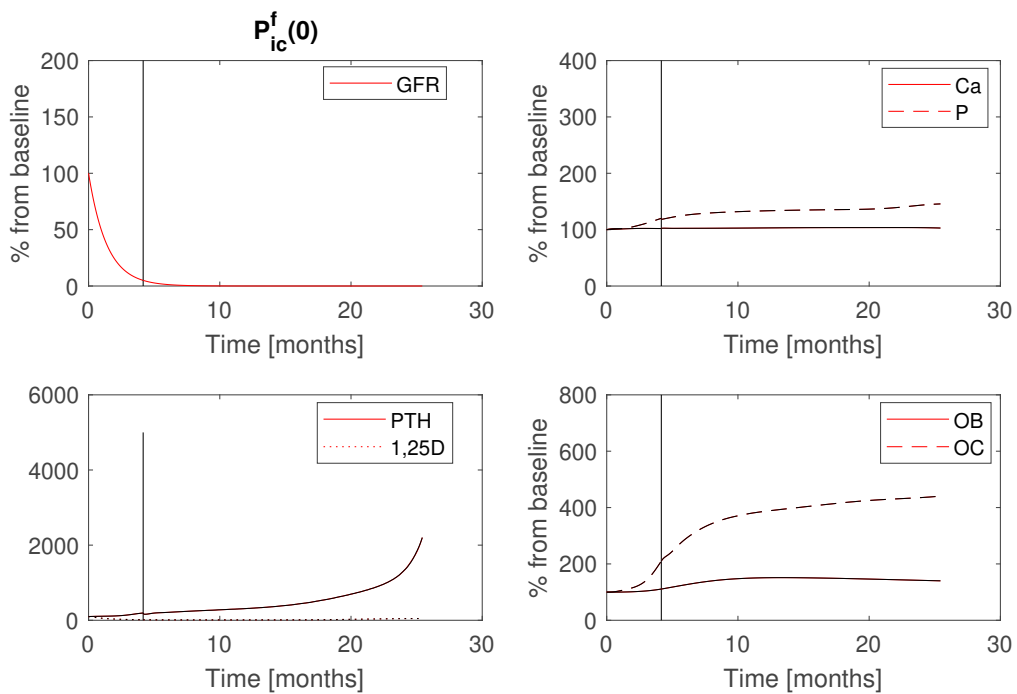 P_ic^f(0)
200
150
100
50
0
% from baseline
GFR
0 10 20 30
Time [months]
400
300
200
100
0
% from baseline
Ca
P
0 10 20 30
Time [months]
6000
4000
2000
0
PTH
1,25D
0 10 20 30
Time [months]
800
600
400
200
0
% from baseline
OB
OC
0 10 20 30
Time [months]